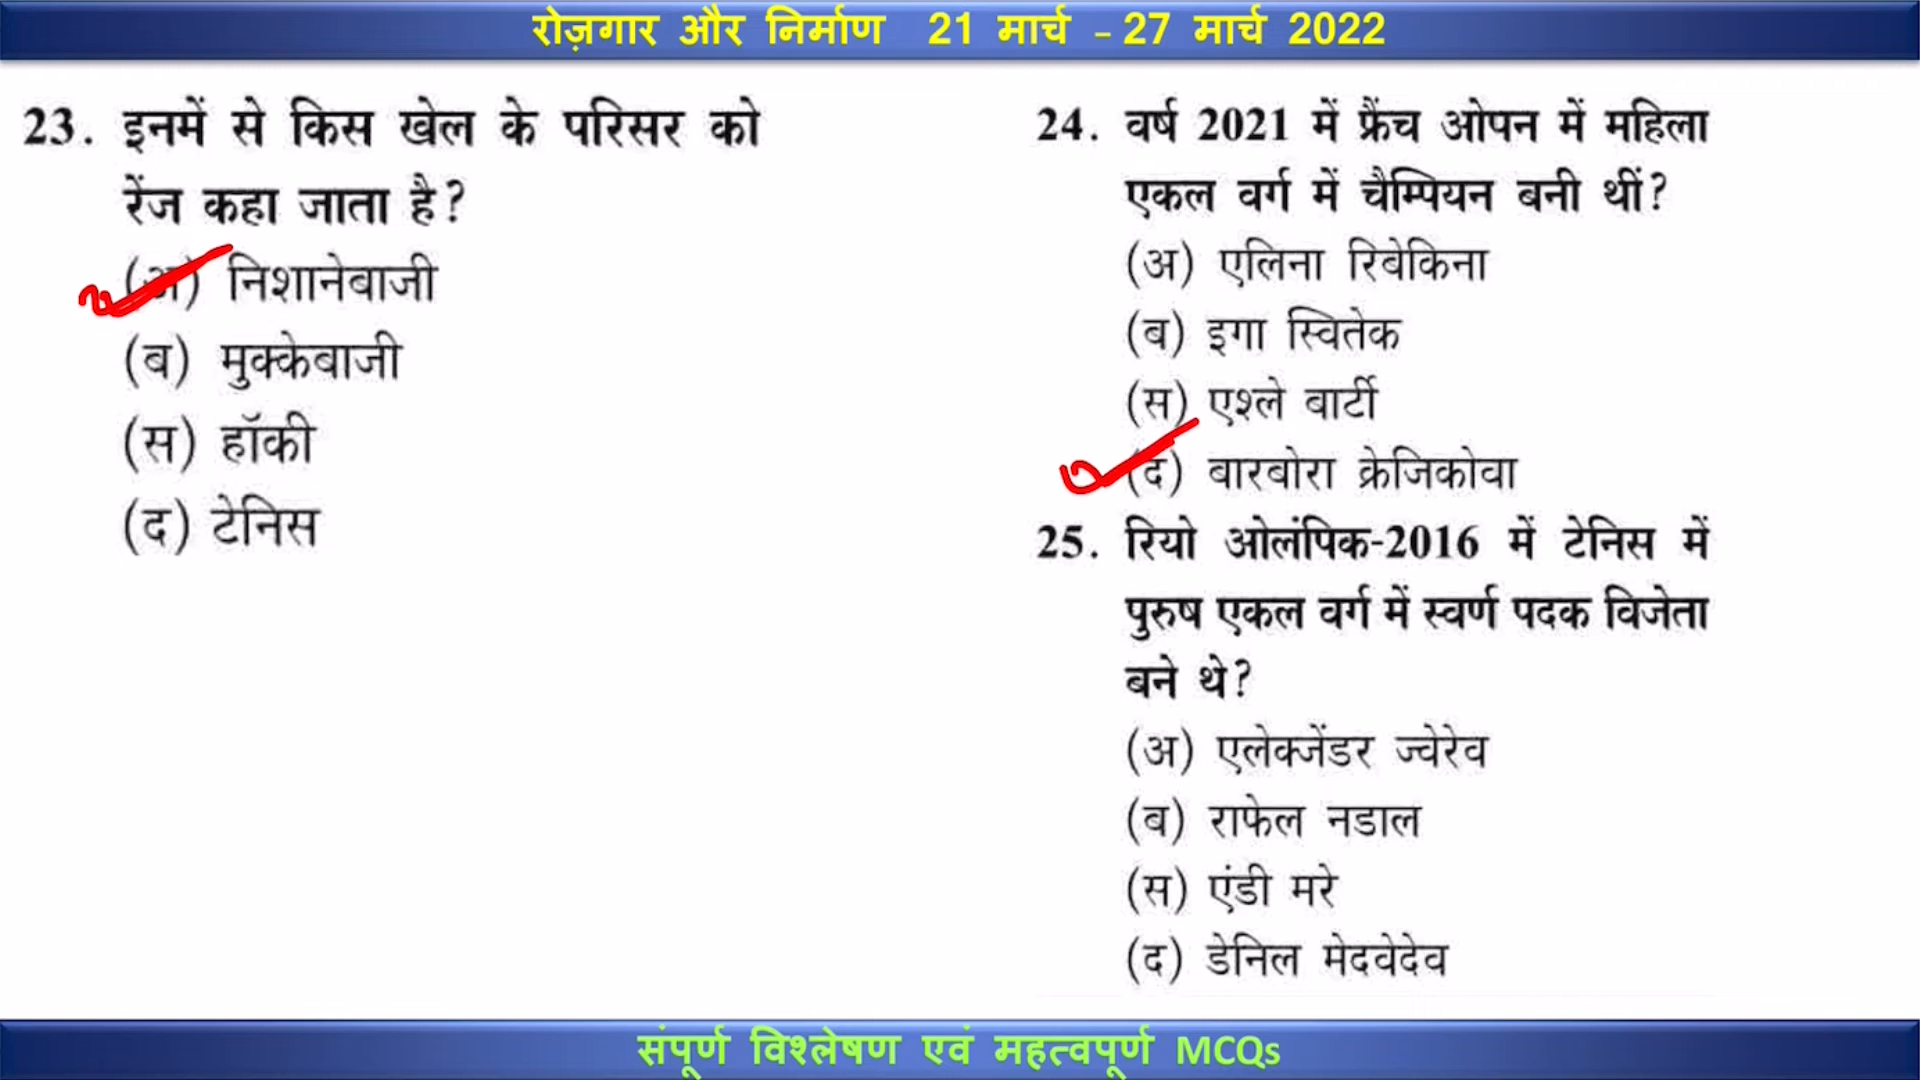 रोज़गार और निर्माण 21 मार्च - 27 मार्च 2022
23. इनमें से किस खेल के परिसर को
रेंज कहा जाता है?
(अ) निशानेबाजी
(ब) मुक्केबाजी
(स) हॉकी
(द) टेनिस
24. वर्ष 2021 में फ्रैंच ओपन में महिला
एकल वर्ग में चैम्पियन बनी थीं?
(अ) एलिना रिबेकिना
(ब) इगा स्वितेक
(स) एश्ले बार्टी
(द) बारबोरा क्रेजिकोवा
25. रियो ओलंपिक-2016 में टेनिस में
पुरुष एकल वर्ग में स्वर्ण पदक विजेता
बने थे?
(अ) एलेक्जेंडर ज्वेरेव
(ब) राफेल नडाल
(स) एंडी मरे
(द) डेनिल मेदवेदेव
संपूर्ण विश्लेषण एवं महत्वपूर्ण MCQs